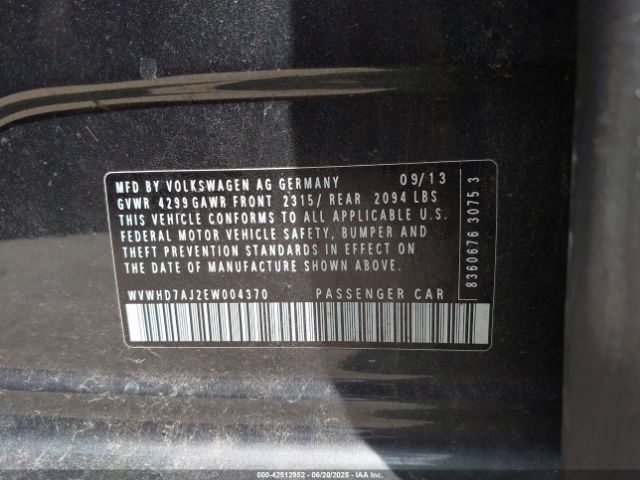 MFD BY VOLKSWAGEN AG GERMANY 09/13
GVWR 4299 GAWR FRONT 2315/ REAR 2094 LBS
THIS VEHICLE CONFORMS TO ALL APPLICABLE U.S.
FEDERAL MOTOR VEHICLE SAFETY, BUMPER AND
THEFT PREVENTION STANDARDS IN EFFECT ON
THE DATE OF MANUFACTURE SHOWN ABOVE.
WVWHD7AJ2EW004370 PASSENGER CAR
8360676 3075 3
000-42512952 - 06/20/2025 - IAA Inc.